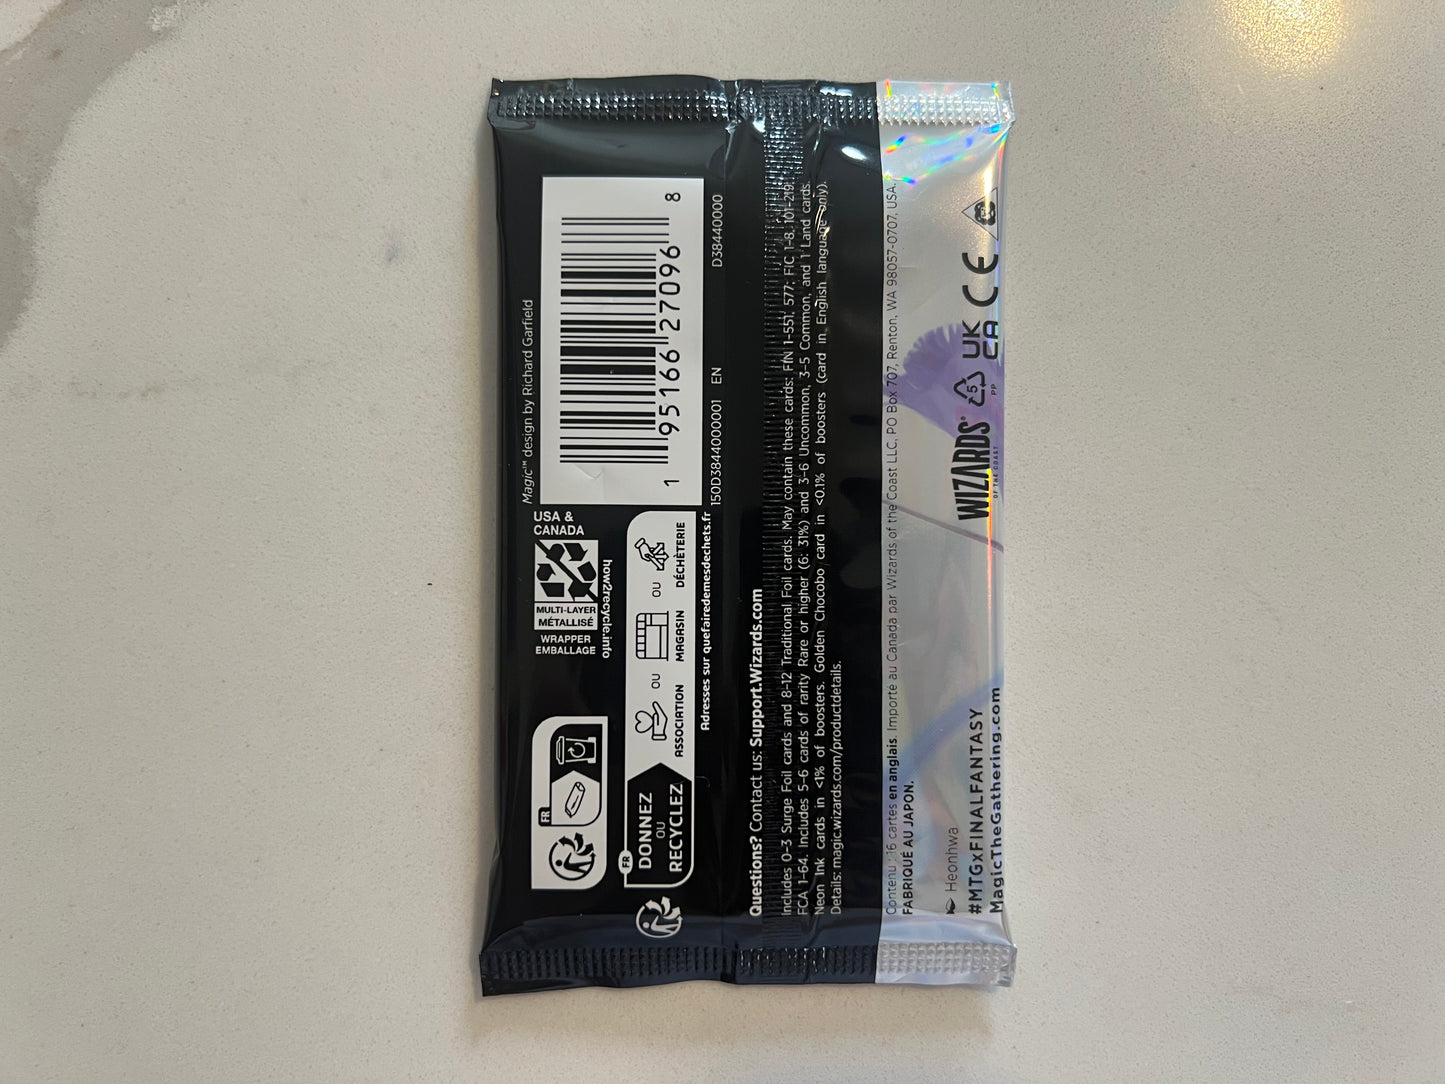 Magic™ design by Richard Garfield
1 95166 27096 8
150D3844000001 EN D38440000
USA &
CANADA
MULTI-LAYER
MÉTALLISÉ
WRAPPER
EMBALLAGE
how2recycle.info
FR
FR
DONNEZ
OU
RECYCLEZ
ASSOCIATION OU MAGASIN OU DÉCHÈTERIE
Adresses sur quefairedemesdechets.fr
Questions? Contact us: Support.Wizards.com
Includes 0-3 Surge Foil cards and 8-12 Traditional Foil cards. May contain these cards: FIN 1-551, 577; FIC 1-8, 101-219;
FCA 1-64. Includes 5-6 cards of rarity Rare or higher (6: 31%) and 3-6 Uncommon, 3-5 Common, and 1 Land cards.
Neon Ink cards in <1% of boosters. Golden Chocobo card in <0.1% of boosters (card in English language only).
Details: magic.wizards.com/productdetails.
Contenu : 16 cartes en anglais. Importé au Canada par Wizards of the Coast LLC, PO Box 707, Renton, WA 98057-0707, USA.
FABRIQUÉ AU JAPON.
Heonhwa
#MTGxFINALFANTASY
MagicTheGathering.com
WIZARDS®
OF THE COAST
5
PP
UK
CA
CE